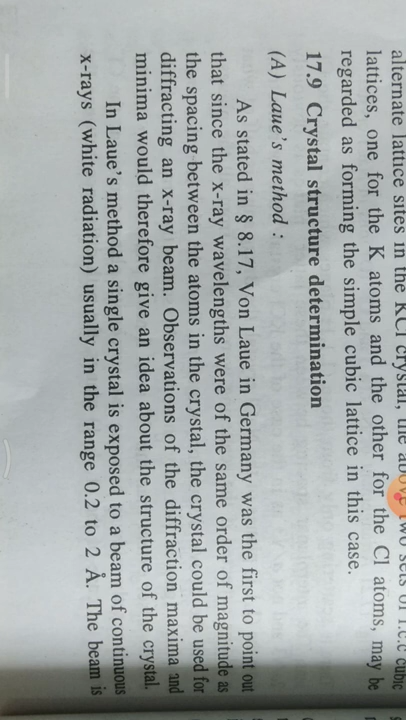 alternate lattice sites in the KCl crystal, the above two sets of f.c.c cubic
lattices, one for the K atoms and the other for the Cl atoms, may be
regarded as forming the simple cubic lattice in this case.
17.9 Crystal structure determination
(A) Laue's method :
As stated in § 8.17, Von Laue in Germany was the first to point out
that since the x-ray wavelengths were of the same order of magnitude as
the spacing between the atoms in the crystal, the crystal could be used for
diffracting an x-ray beam. Observations of the diffraction maxima and
minima would therefore give an idea about the structure of the crystal.
In Laue's method a single crystal is exposed to a beam of continuous
x-rays (white radiation) usually in the range 0.2 to 2 Å. The beam is